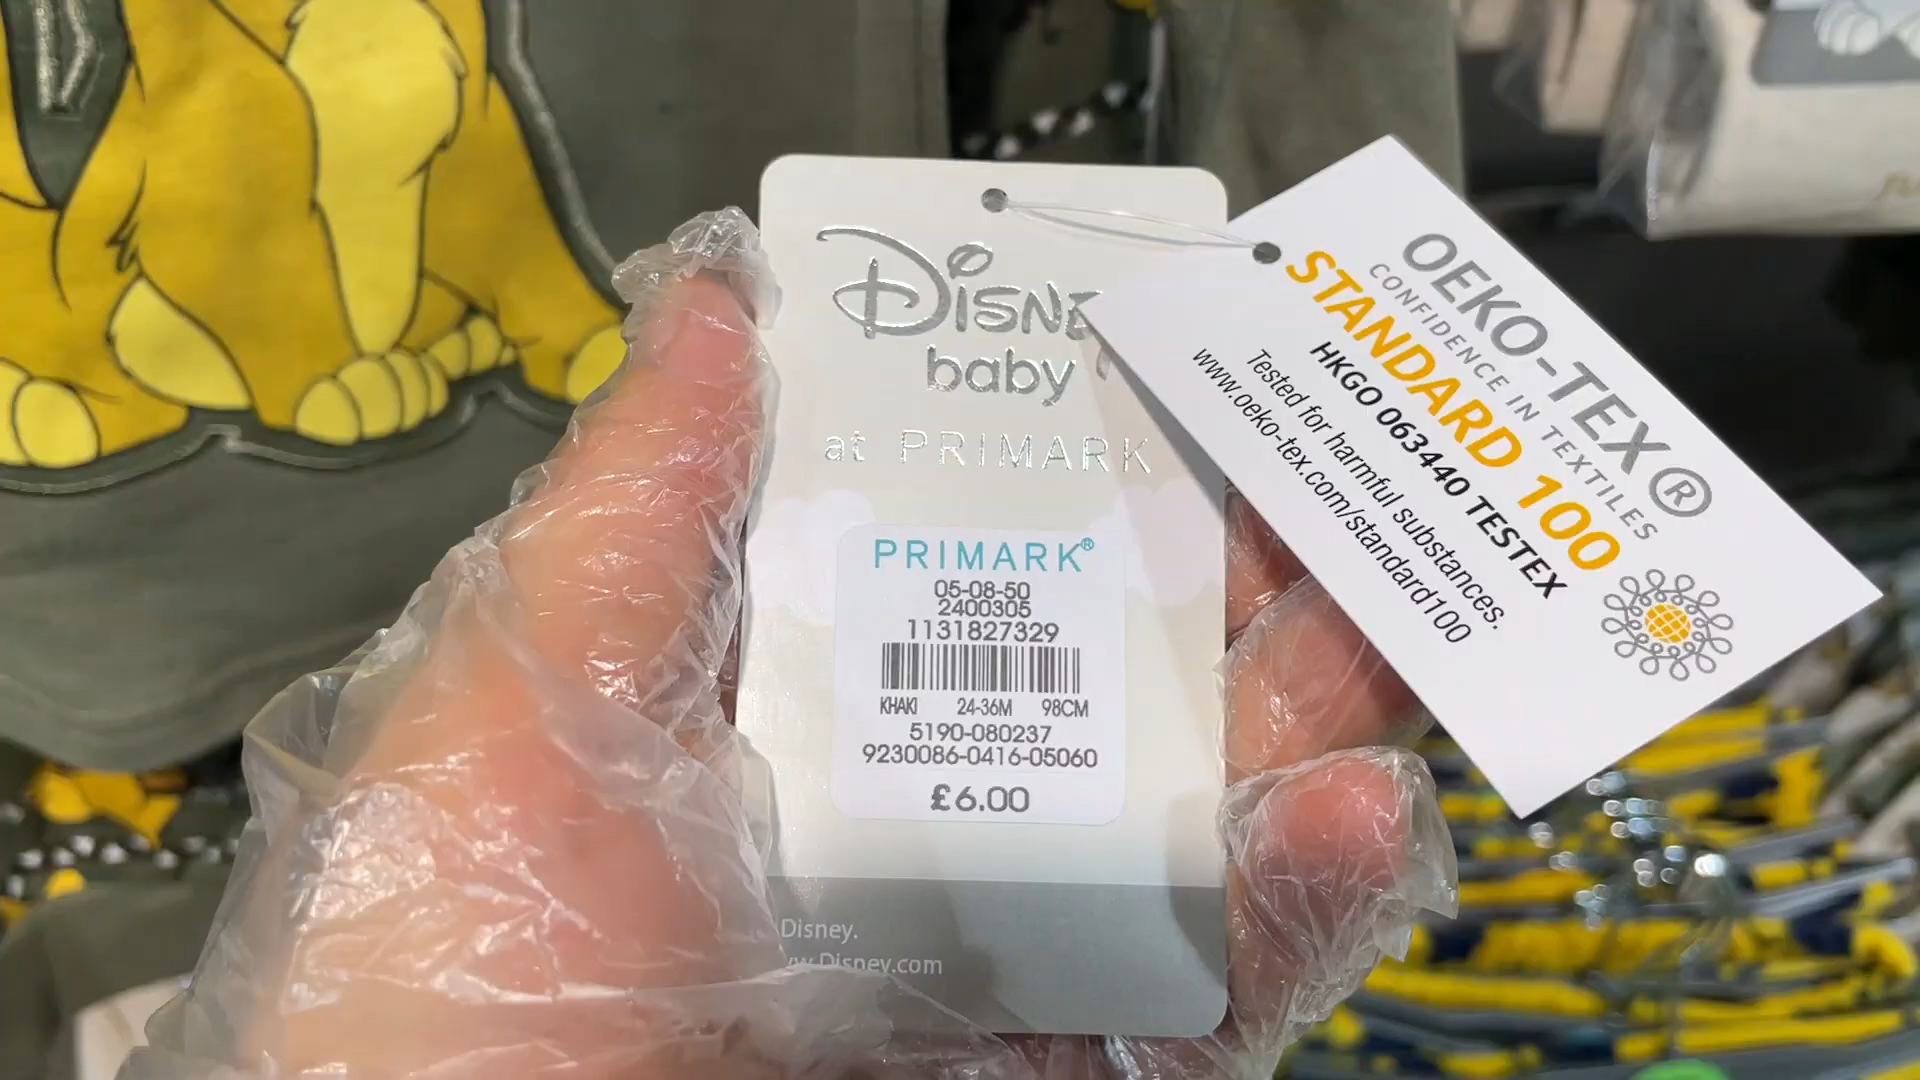 DISNE
baby
at PRIMARK
PRIMARK®
05-08-50
2400305
1131827329
KHAKI 24-36M 98CM
5190-080237
9230086-0416-05060
£6.00
Disney.
Disney.com
OEKO-TEX®
CONFIDENCE IN TEXTILES
STANDARD 100
HKGO 063440 TESTEX
Tested for harmful substances.
www.oeko-tex.com/standard100